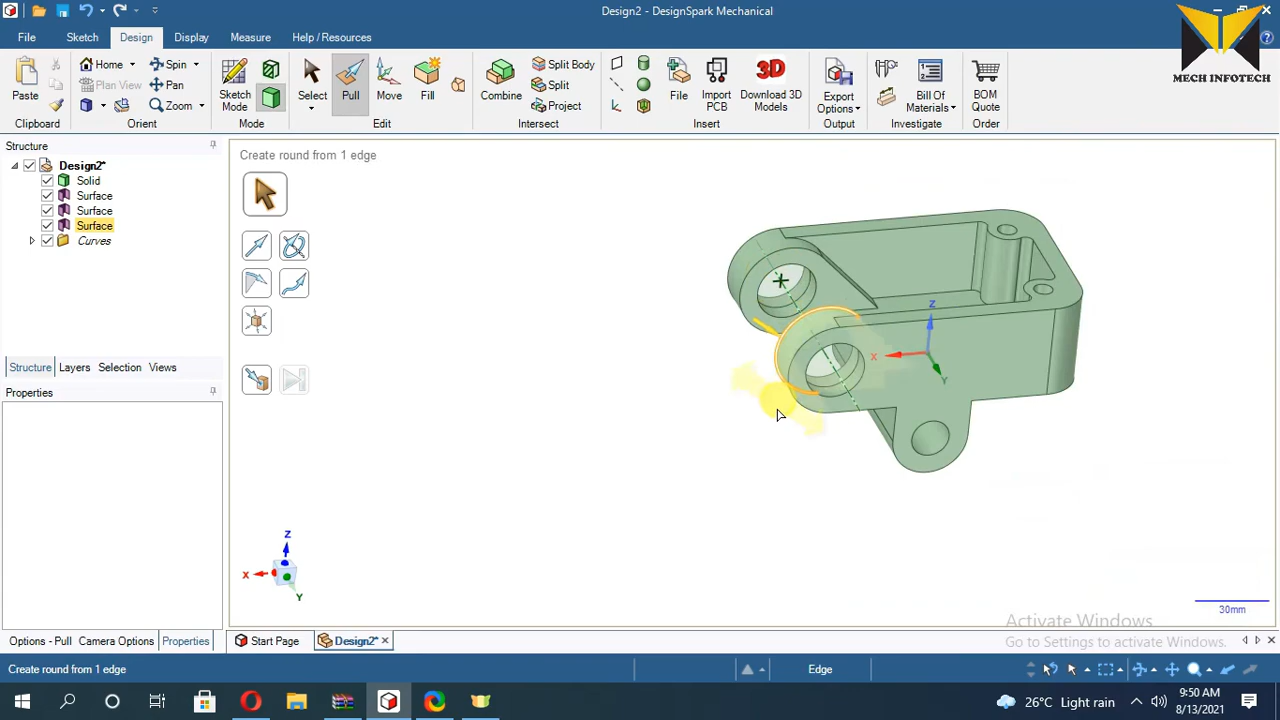 Design2 - DesignSpark Mechanical
File Sketch Design Display Measure Help / Resources
MECH INFOTECH
Paste
Clipboard
Home
Spin
Plan View
Pan
Zoom
Orient
Sketch Mode
Mode
Select
Pull
Move
Fill
Edit
Combine
Split Body
Split
Project
Intersect
File
Import PCB
3D
Download 3D Models
Insert
Export Options
Output
Bill Of Materials
Investigate
BOM Quote
Order
Structure
Design2*
Solid
Surface
Surface
Surface
Curves
Structure Layers Selection Views
Properties
Options - Pull Camera Options Properties
Create round from 1 edge
Z
X
Y
Z
X
Y
30mm
Activate Windows
Go to Settings to activate Windows.
Start Page
Design2*
Create round from 1 edge
Edge
26°C Light rain
9:50 AM
8/13/2021